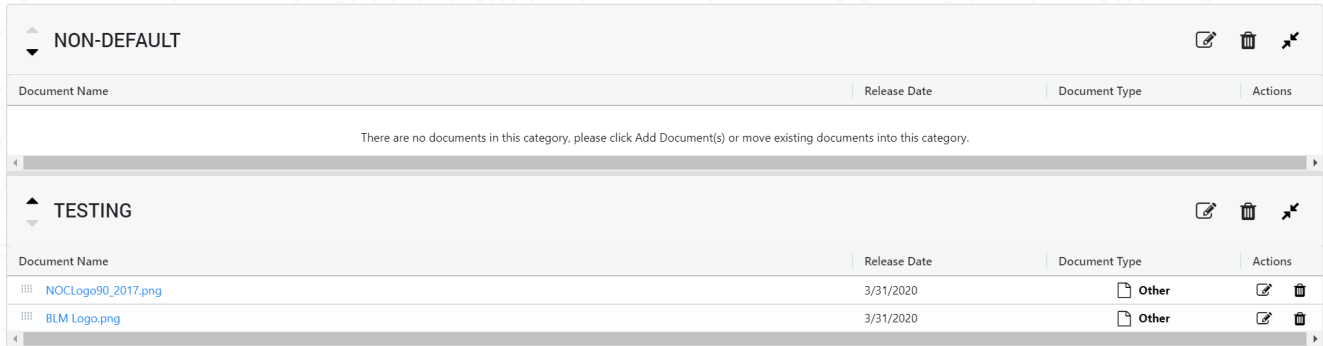 NON-DEFAULT
Document Name Release Date Document Type Actions
There are no documents in this category, please click Add Document(s) or move existing documents into this category.
TESTING
Document Name Release Date Document Type Actions
NOCLogo90_2017.png 3/31/2020 Other
BLM Logo.png 3/31/2020 Other